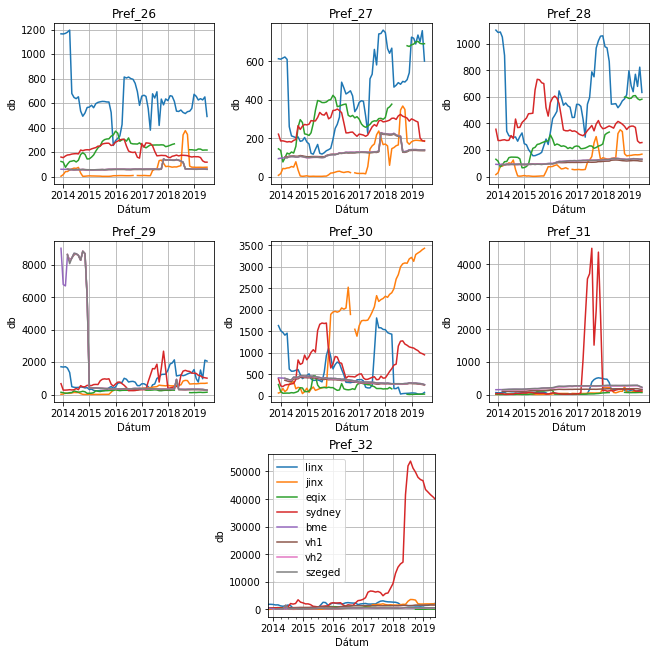 Pref_26
Pref_27
Pref_28
1200
1000
800
600
400
200
0
db
2014 2015 2016 2017 2018 2019
Dátum
600
400
200
0
db
2014 2015 2016 2017 2018 2019
Dátum
1000
800
600
400
200
0
db
2014 2015 2016 2017 2018 2019
Dátum
Pref_29
Pref_30
Pref_31
8000
6000
4000
2000
0
db
2014 2015 2016 2017 2018 2019
Dátum
3500
3000
2500
2000
1500
1000
500
0
db
2014 2015 2016 2017 2018 2019
Dátum
4000
3000
2000
1000
0
db
2014 2015 2016 2017 2018 2019
Dátum
Pref_32
50000
40000
30000
20000
10000
0
db
linx
jinx
eqix
sydney
bme
vh1
vh2
szeged
2014 2015 2016 2017 2018 2019
Dátum